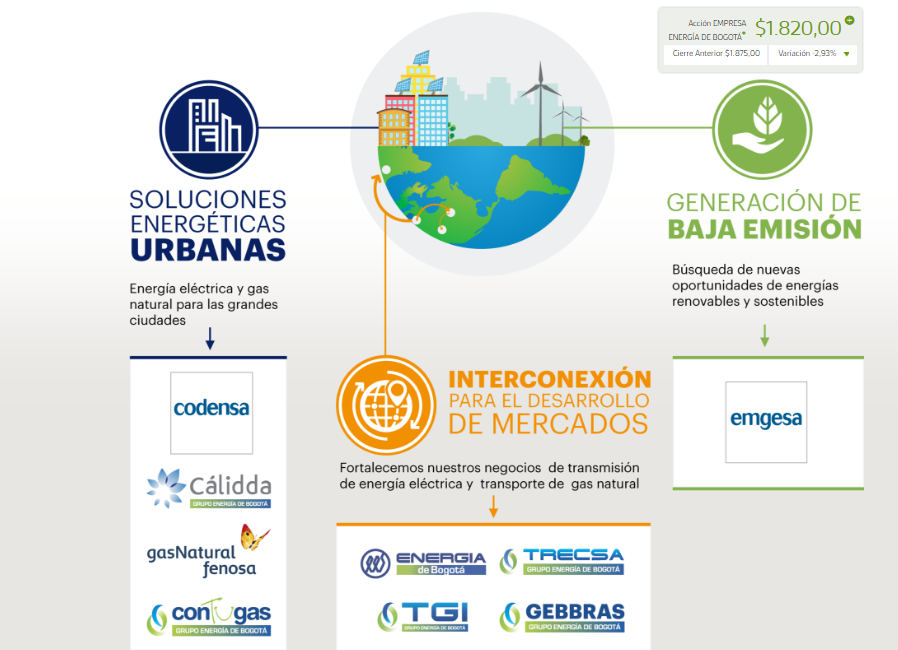 Acción EMPRESA
ENERGÍA DE BOGOTÁ*
$1.820,00
Cierre Anterior $1.875,00
Variación -2,93%
SOLUCIONES
ENERGÉTICAS
URBANAS
Energía eléctrica y gas
natural para las grandes
ciudades
codensa
Cálidda
GRUPO ENERGÍA DE BOGOTÁ
gasNatural
fenosa
conTugas
GRUPO ENERGÍA DE BOGOTÁ
INTERCONEXIÓN
PARA EL DESARROLLO
DE MERCADOS
Fortalecemos nuestros negocios de transmisión
de energía eléctrica y transporte de gas natural
ENERGIA
de Bogotá
TRECSA
GRUPO ENERGÍA DE BOGOTÁ
TGI
GRUPO ENERGÍA DE BOGOTÁ
GEBBRAS
GRUPO ENERGÍA DE BOGOTÁ
GENERACIÓN DE
BAJA EMISIÓN
Búsqueda de nuevas
oportunidades de energías
renovables y sostenibles
emgesa